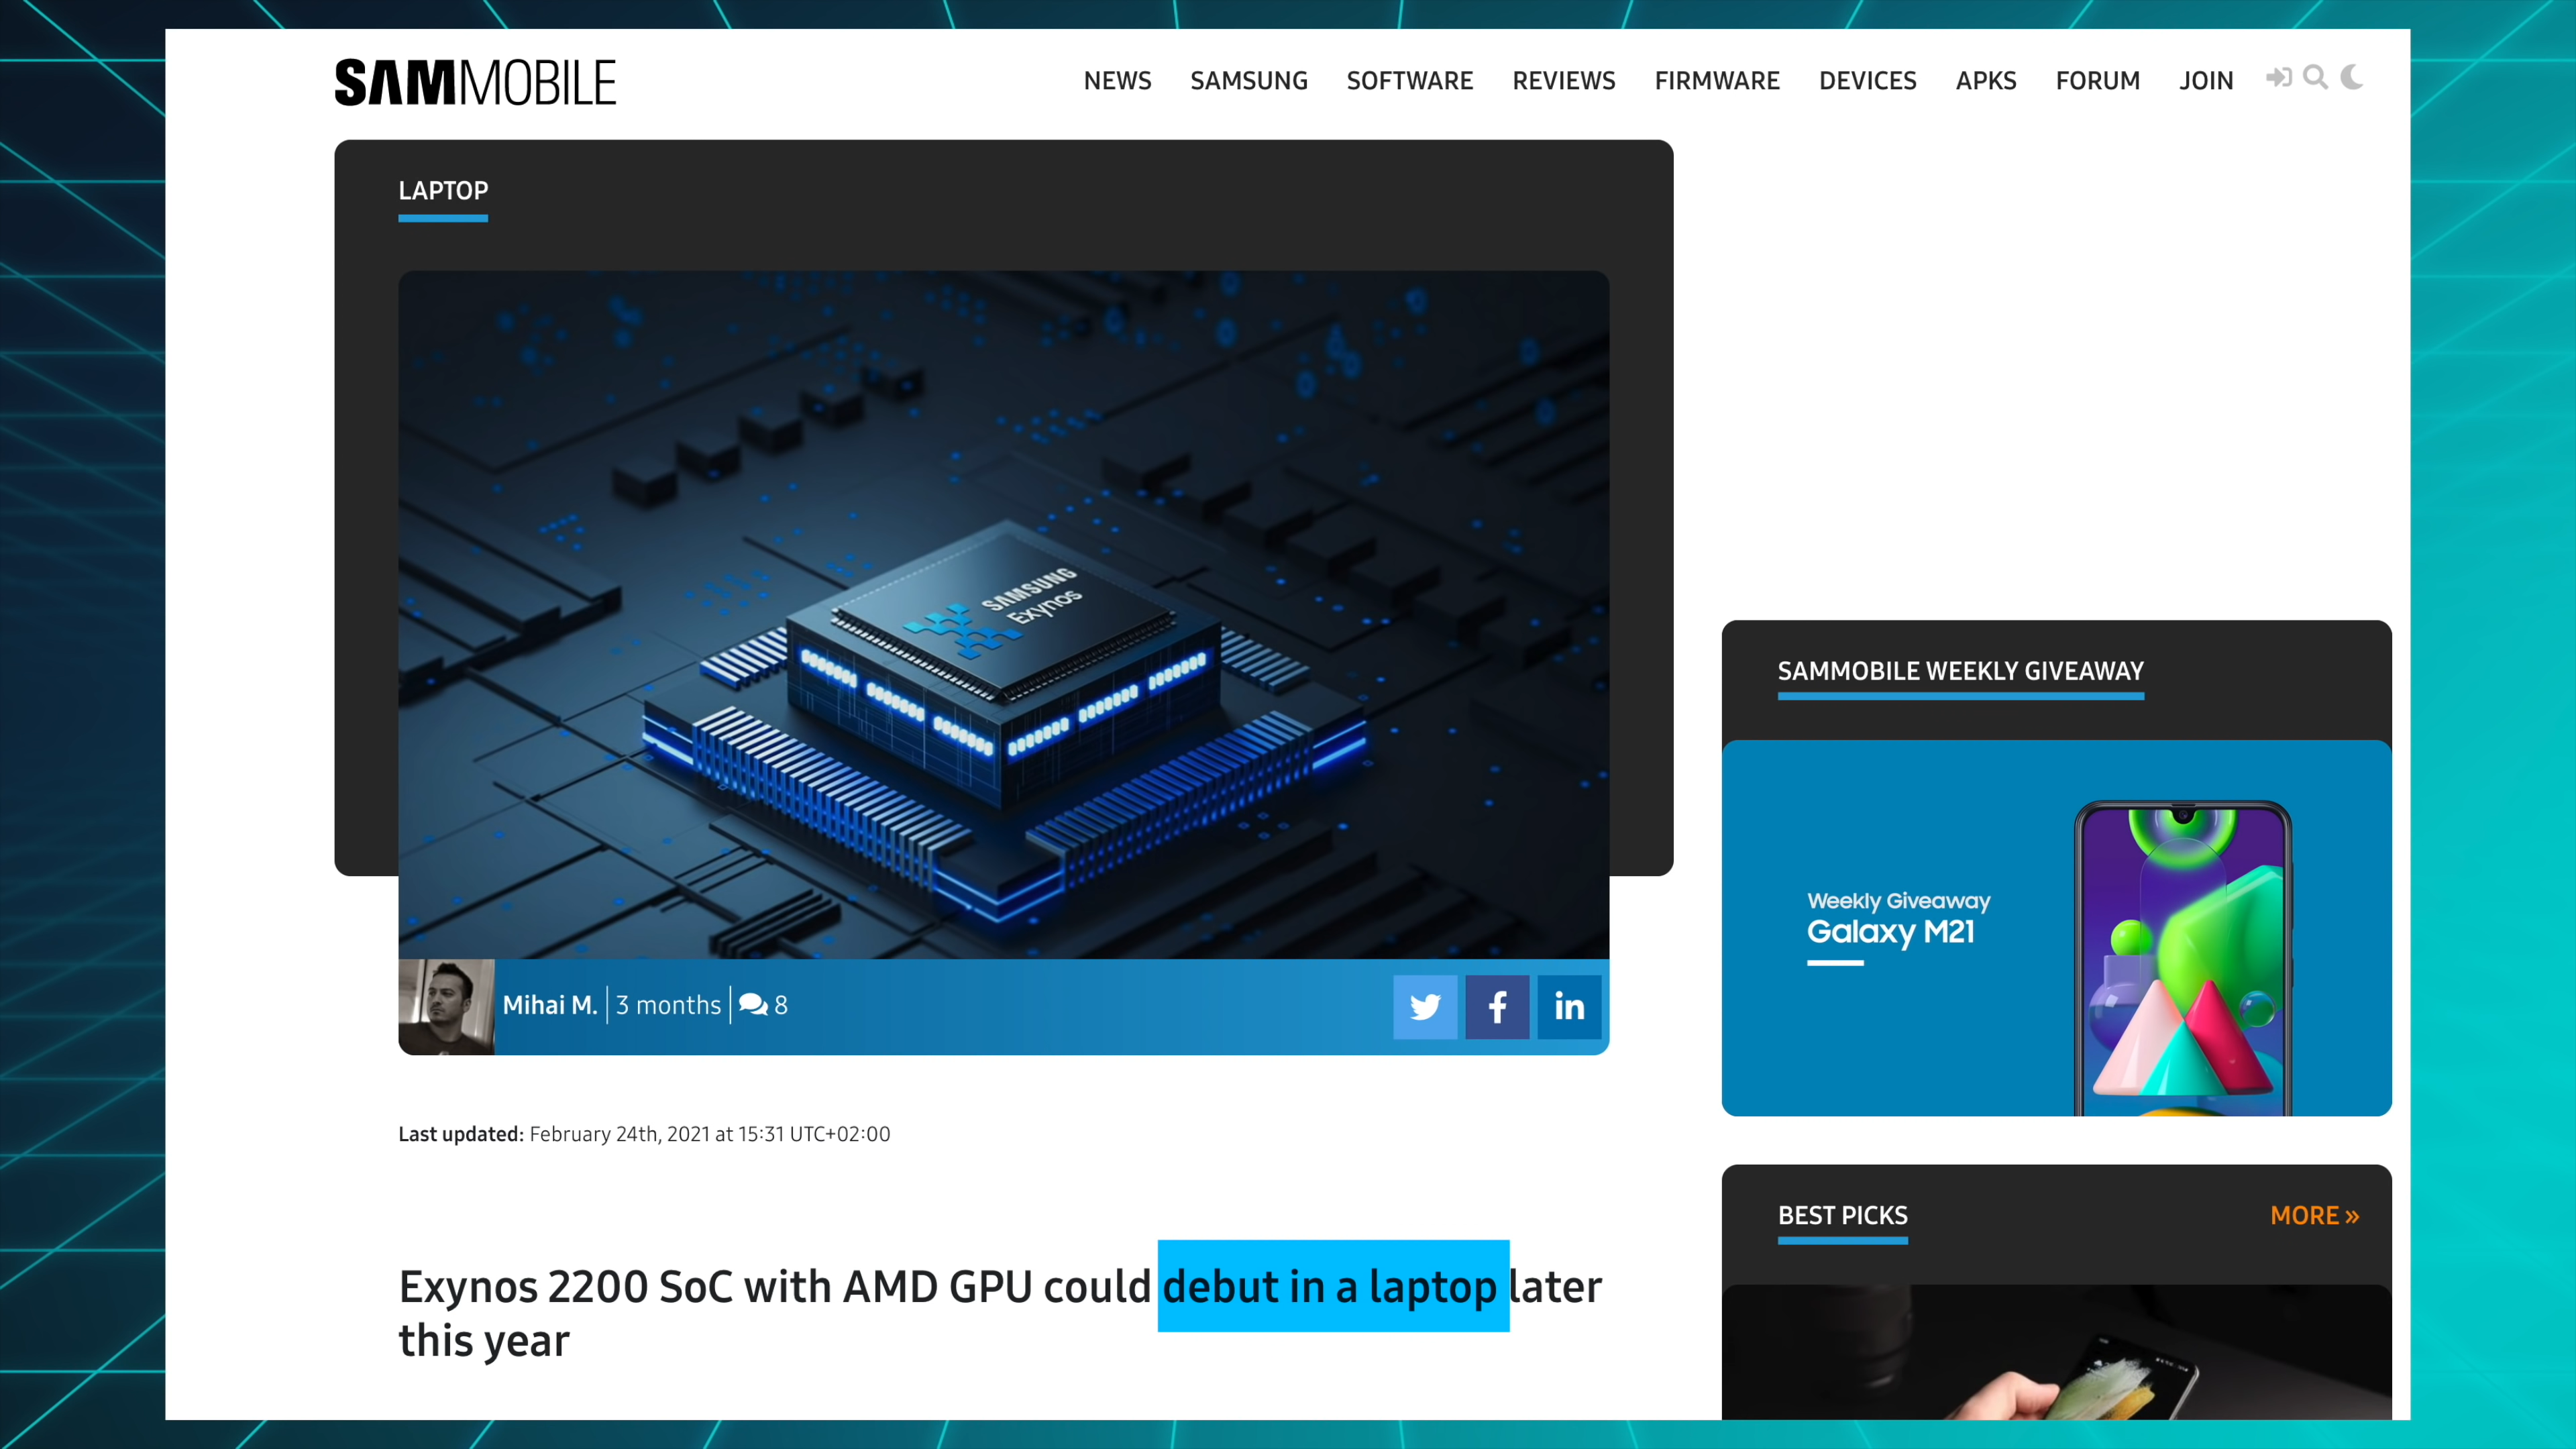 SAMMOBILE
NEWS SAMSUNG SOFTWARE REVIEWS FIRMWARE DEVICES APKS FORUM JOIN
LAPTOP
SAMSUNG
Exynos
Mihai M. 3 months 8
Last updated: February 24th, 2021 at 15:31 UTC+02:00
Exynos 2200 SoC with AMD GPU could debut in a laptop later
this year
SAMMOBILE WEEKLY GIVEAWAY
Weekly Giveaway
Galaxy M21
BEST PICKS MORE »